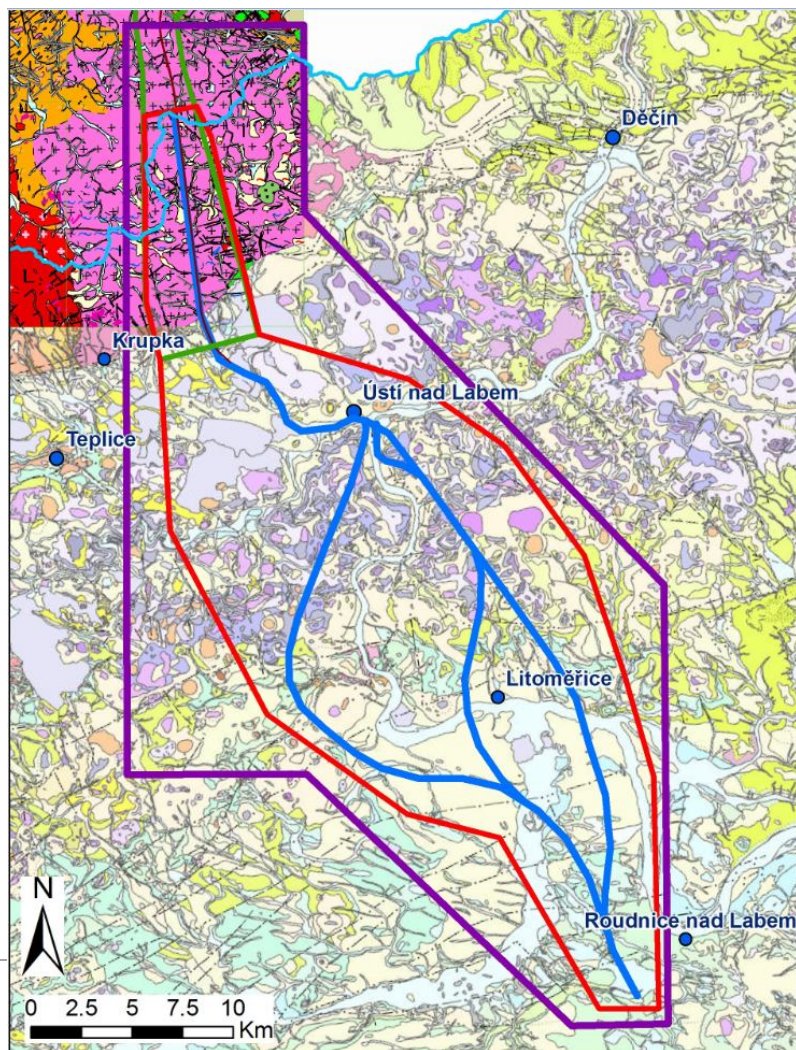 Děčín
Krupka
Ústí nad Labem
Teplice
Litoměřice
Roudnice nad Labem
N
0 2.5 5 7.5 10
Km